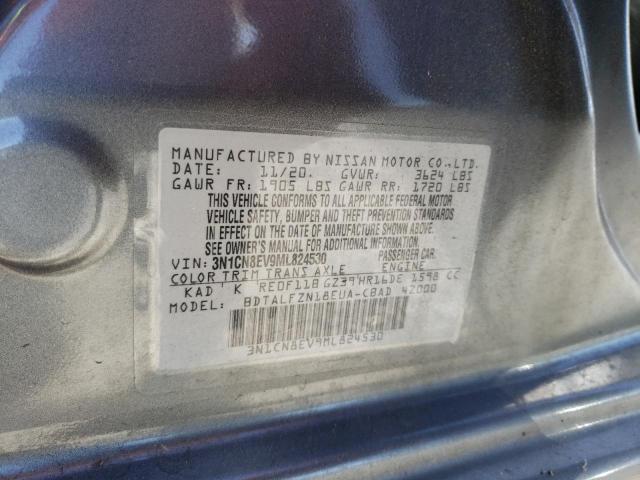 MANUFACTURED BY NISSAN MOTOR CO.,LTD.
DATE: 11/20. GVWR: 3624 LBS
GAWR FR: 1905 LBS GAWR RR: 1720 LBS
THIS VEHICLE CONFORMS TO ALL APPLICABLE FEDERAL MOTOR
VEHICLE SAFETY, BUMPER AND THEFT PREVENTION STANDARDS
IN EFFECT ON THE DATE OF MANUFACTURE SHOWN ABOVE.
SEE OWNER'S MANUAL FOR ADDITIONAL INFORMATION.
VIN: 3N1CN8EV9ML824530 PASSENGER CAR.
COLOR TRIM TRANS AXLE ENGINE
KAD K RE0F11B GZ39 HR16DE 1598 CC
MODEL: BDTALFZN18EUA-CBAD 42000
3N1CN8EV9ML824530